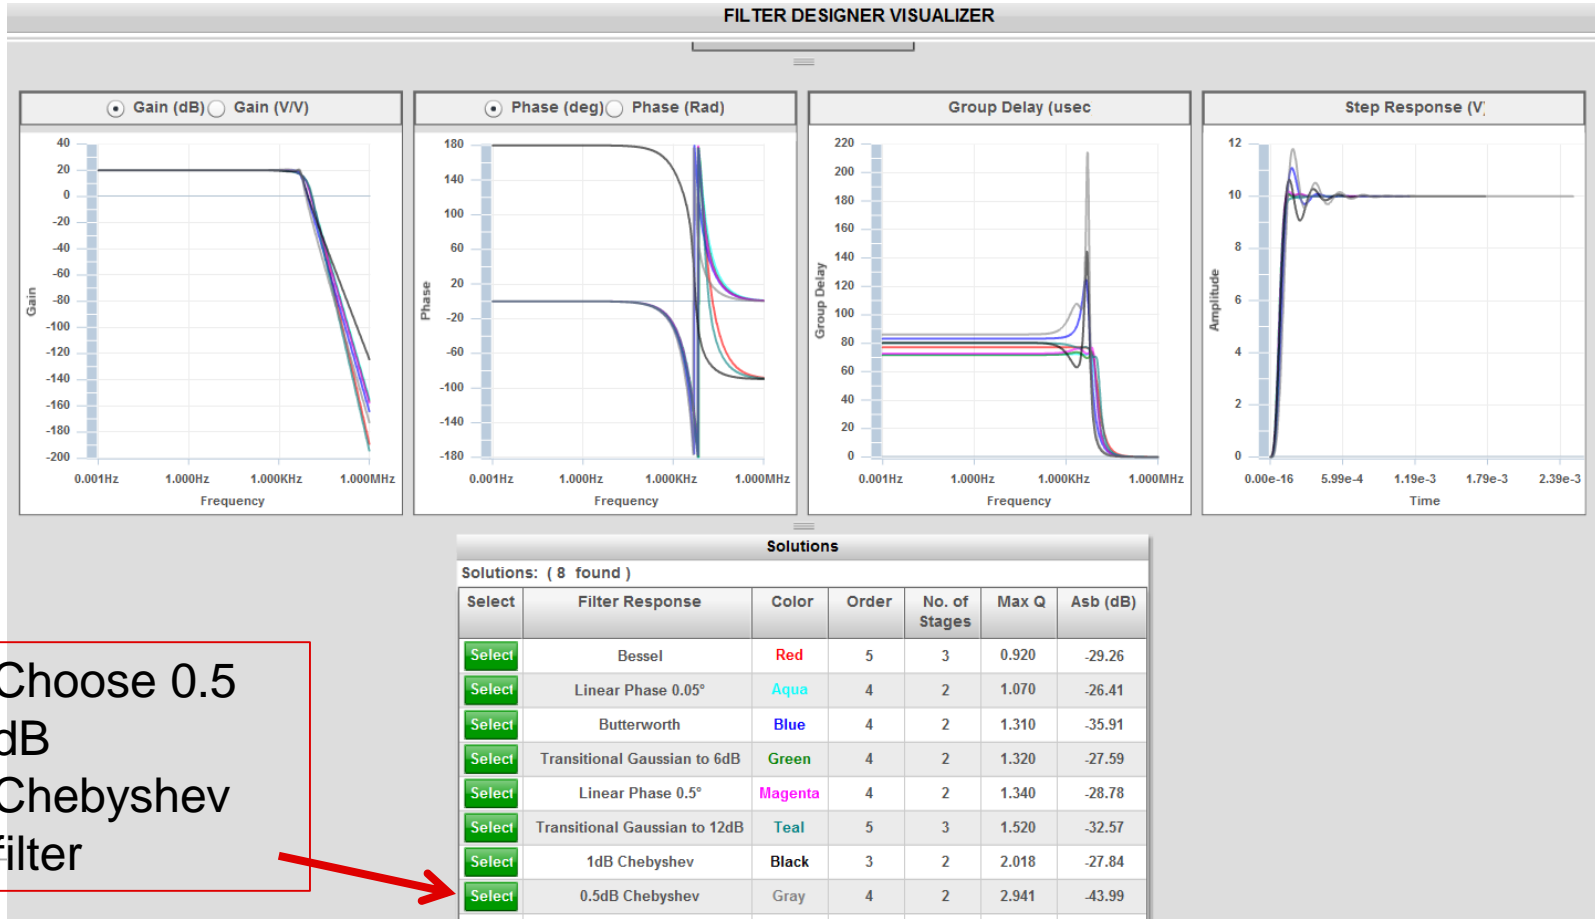 FILTER DESIGNER VISUALIZER
Gain (dB) Gain (V/V)
40
20
0
-20
-40
-60
-80
-100
-120
-140
-160
-180
-200
Gain
0.001Hz 1.000Hz 1.000KHz 1.000MHz
Frequency
Phase (deg) Phase (Rad)
180
140
100
60
20
-20
-60
-100
-140
-180
Phase
0.001Hz 1.000Hz 1.000KHz 1.000MHz
Frequency
Group Delay (usec
220
200
180
160
140
120
100
80
60
40
20
0
Group Delay
0.001Hz 1.000Hz 1.000KHz 1.000MHz
Frequency
Step Response (V)
12
10
8
6
4
2
0
Amplitude
0.00e-16 5.99e-4 1.19e-3 1.79e-3 2.39e-3
Time
Solutions
Solutions: ( 8 found )
Select Filter Response Color Order No. of Stages Max Q Asb (dB)
Select Bessel Red 5 3 0.920 -29.26
Select Linear Phase 0.05° Aqua 4 2 1.070 -26.41
Select Butterworth Blue 4 2 1.310 -35.91
Select Transitional Gaussian to 6dB Green 4 2 1.320 -27.59
Select Linear Phase 0.5° Magenta 4 2 1.340 -28.78
Select Transitional Gaussian to 12dB Teal 5 3 1.520 -32.57
Select 1dB Chebyshev Black 3 2 2.018 -27.84
Select 0.5dB Chebyshev Gray 4 2 2.941 -43.99
Choose 0.5
dB
Chebyshev
filter